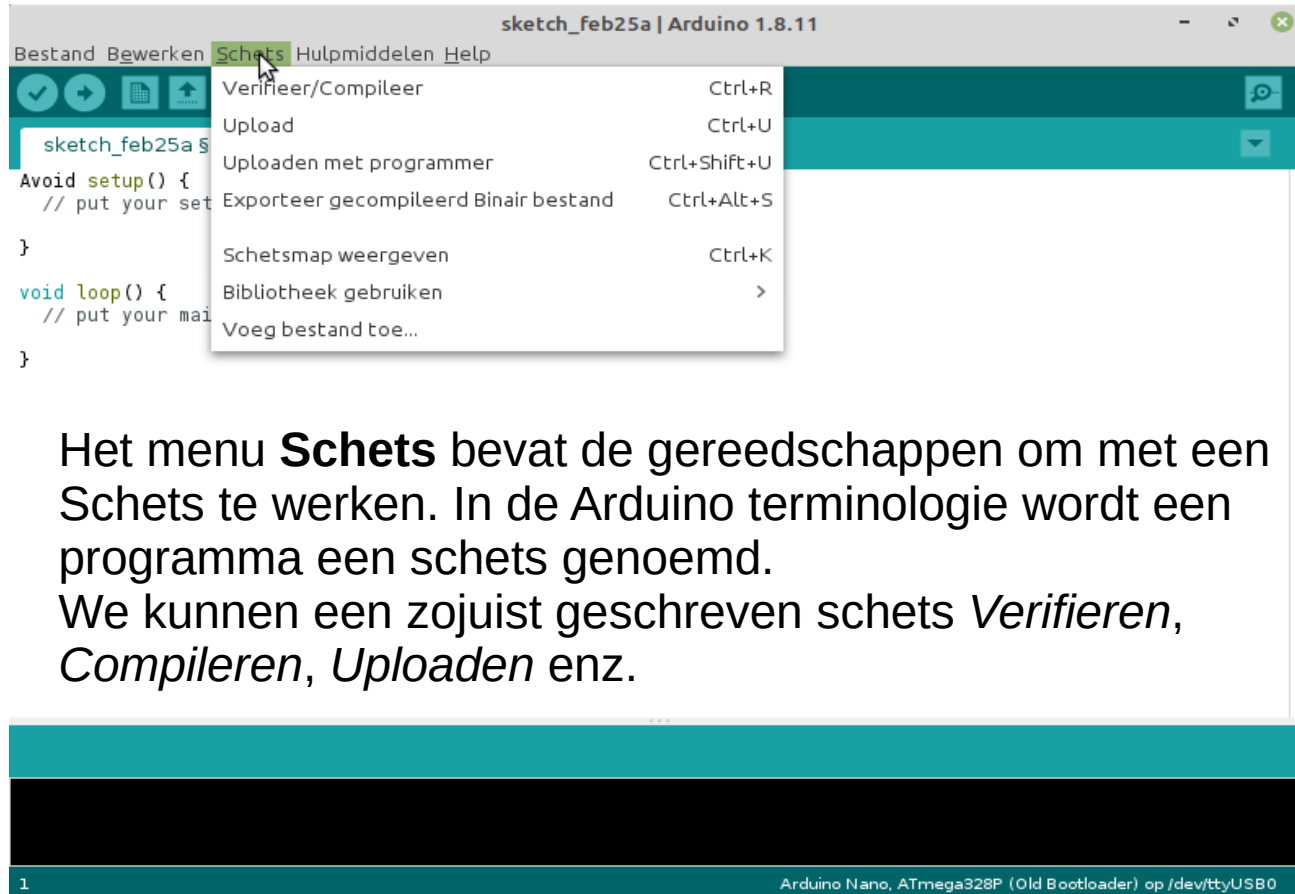 sketch_feb25a | Arduino 1.8.11
Bestand Bewerken Schets Hulpmiddelen Help
Verifieer/Compileer Ctrl+R
Upload Ctrl+U
Uploaden met programmer Ctrl+Shift+U
Exporteer gecompileerd Binair bestand Ctrl+Alt+S
Schetsmap weergeven Ctrl+K
Bibliotheek gebruiken >
Voeg bestand toe...
sketch_feb25a §
Avoid setup() {
// put your set
}
void loop() {
// put your mai
}
Het menu Schets bevat de gereedschappen om met een
Schets te werken. In de Arduino terminologie wordt een
programma een schets genoemd.
We kunnen een zojuist geschreven schets Verifieren,
Compileren, Uploaden enz.
1 Arduino Nano, ATmega328P (Old Bootloader) op /dev/ttyUSB0